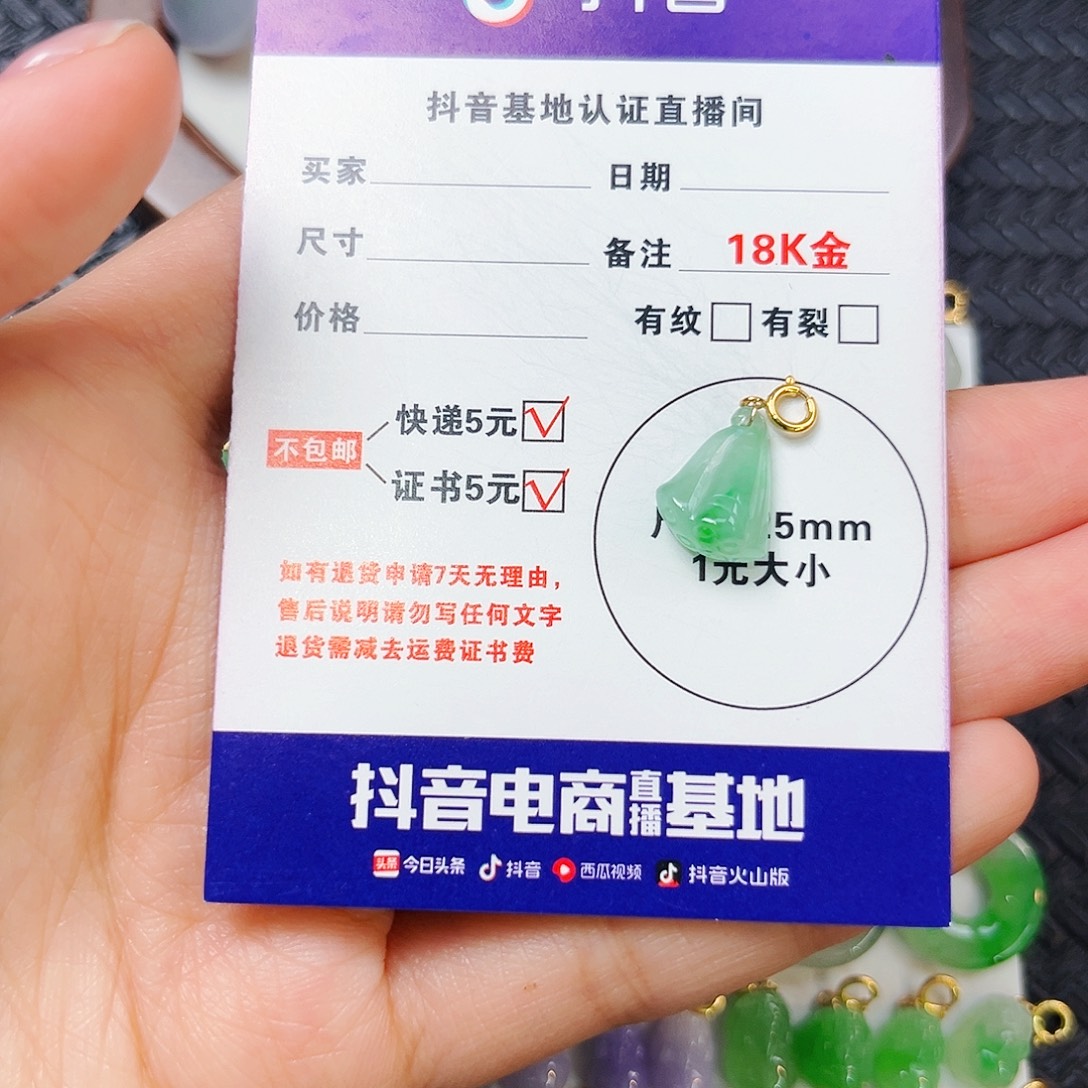 抖音
抖音基地认证直播间
买家 日期
尺寸 备注 18K金
价格 有纹 有裂
不包邮 快递5元
证书5元
25mm
1元大小
如有退货申请7天无理由，
售后说明请勿写任何文字
退货需减去运费证书费
抖音电商直播基地
头条 今日头条 抖音 西瓜视频 抖音火山版